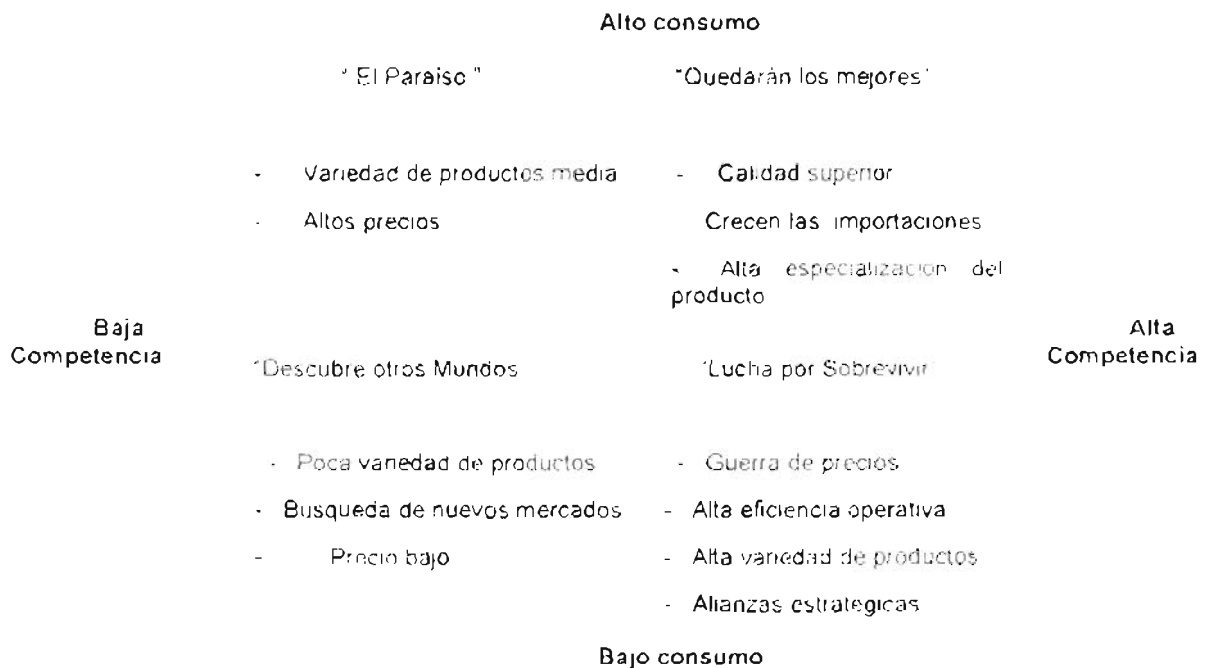 Alto consumo
" El Paraiso "
"Quedarán los mejores"
- Variedad de productos media
- Altos precios
- Calidad superior
Crecen las importaciones
- Alta especialización del
producto
Baja
Competencia
Alta
Competencia
"Descubre otros Mundos
"Lucha por Sobrevivir
- Poca variedad de productos
- Busqueda de nuevos mercados
- Precio bajo
- Guerra de precios
- Alta eficiencia operativa
- Alta variedad de productos
- Alianzas estrategicas
Bajo consumo